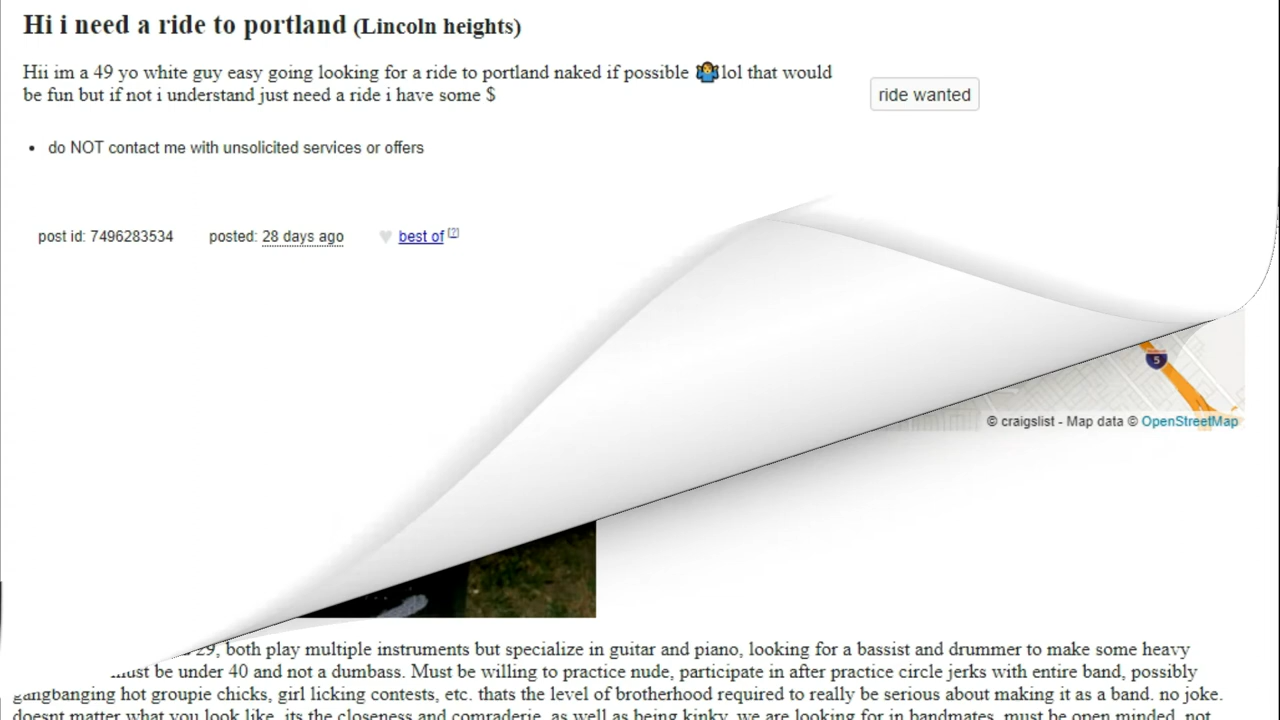 Hi i need a ride to portland (Lincoln heights)
Hii im a 49 yo white guy easy going looking for a ride to portland naked if possible 🤷‍♂️lol that would
be fun but if not i understand just need a ride i have some $
ride wanted
• do NOT contact me with unsolicited services or offers
post id: 7496283534 posted: 28 days ago ♥ best of [?]
5
© craigslist - Map data © OpenStreetMap
29, both play multiple instruments but specialize in guitar and piano, looking for a bassist and drummer to make some heavy
must be under 40 and not a dumbass. Must be willing to practice nude, participate in after practice circle jerks with entire band, possibly
gangbanging hot groupie chicks, girl licking contests, etc. thats the level of brotherhood required to really be serious about making it as a band. no joke.
doesnt matter what you look like, its the closeness and comraderie, as well as being kinky, we are looking for in bandmates. must be open minded, not